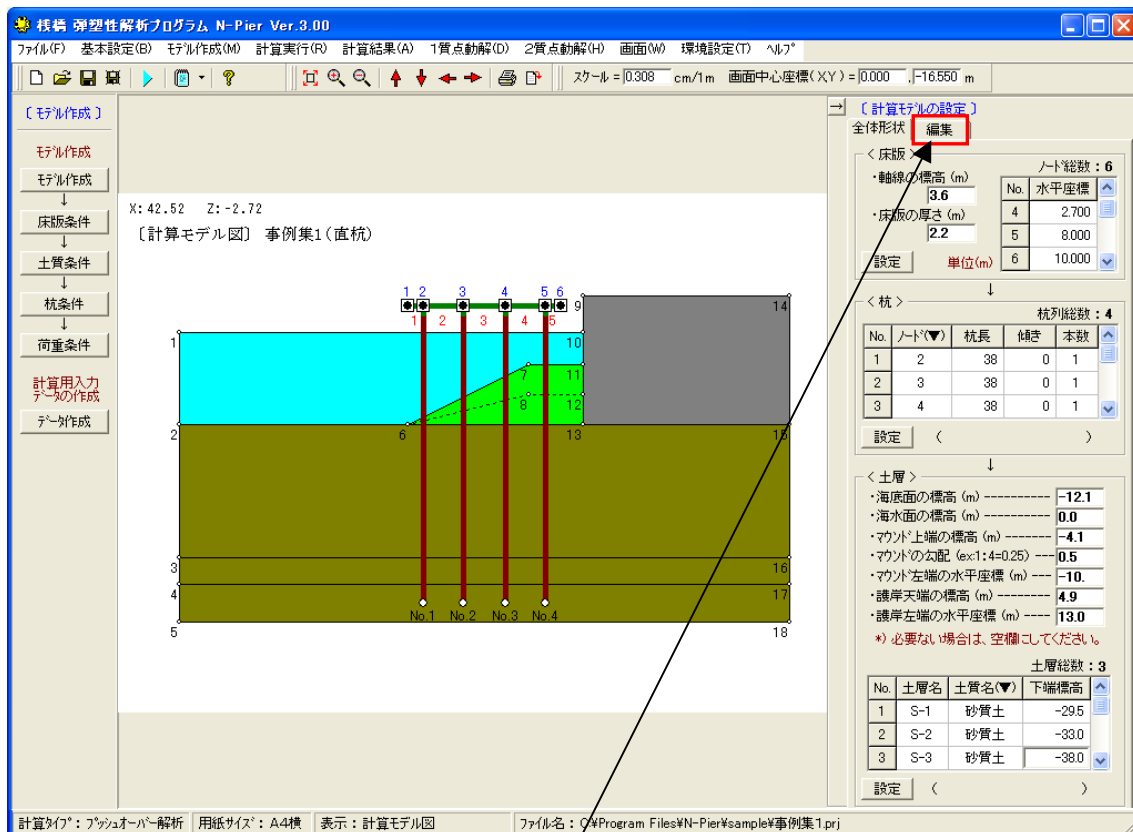 桟橋 弾塑性解析プログラム N-Pier Ver.3.00
ファイル(F) 基本設定(B) モデル作成(M) 計算実行(R) 計算結果(A) 1質点動解(D) 2質点動解(H) 画面(W) 環境設定(T) ヘルプ
スケール = 0.308 cm/1m 画面中心座標(XY) = 0.000 , -16.550 m
〔 モデル作成 〕
モデル作成
モデル作成
↓
床版条件
↓
土質条件
↓
杭条件
↓
荷重条件
計算用入力
データの作成
データ作成
X:42.52 Z:-2.72
〔計算モデル図〕 事例集1(直杭)
1 2 3 4 5 6
1 2 3 4 5
9 14
1 10
7 11
8 12
2 6 13 15
3 16
4 17
No.1 No.2 No.3 No.4
5 18
→ 〔 計算モデルの設定 〕
全体形状 編集
< 床版 >
ノード総数 : 6
・軸線の標高 (m)
3.6
・床版の厚さ (m)
2.2
設定 単位(m)
No. 水平座標
4 2.700
5 8.000
6 10.000
↓
< 杭 >
杭列総数 : 4
No. ノード(▼) 杭長 傾き 本数
1 2 38 0 1
2 3 38 0 1
3 4 38 0 1
設定 ( )
↓
< 土層 >
・海底面の標高 (m) ---------- -12.1
・海水面の標高 (m) ---------- 0.0
・マウンド上端の標高 (m) ------- -4.1
・マウンドの勾配 (ex:1:4=0.25) --- 0.5
・マウンド左端の水平座標 (m) --- -10.
・護岸天端の標高 (m) -------- 4.9
・護岸左端の水平座標 (m) ---- 13.0
*) 必要ない場合は、空欄にしてください。
土層総数 : 3
No. 土層名 土質名(▼) 下端標高
1 S-1 砂質土 -29.5
2 S-2 砂質土 -33.0
3 S-3 砂質土 -38.0
設定 ( )
計算タイプ : プッシュオーバー解析 用紙サイズ : A4横 表示 : 計算モデル図 ファイル名 : C:¥Program Files¥N-Pier¥sample¥事例集1.prj